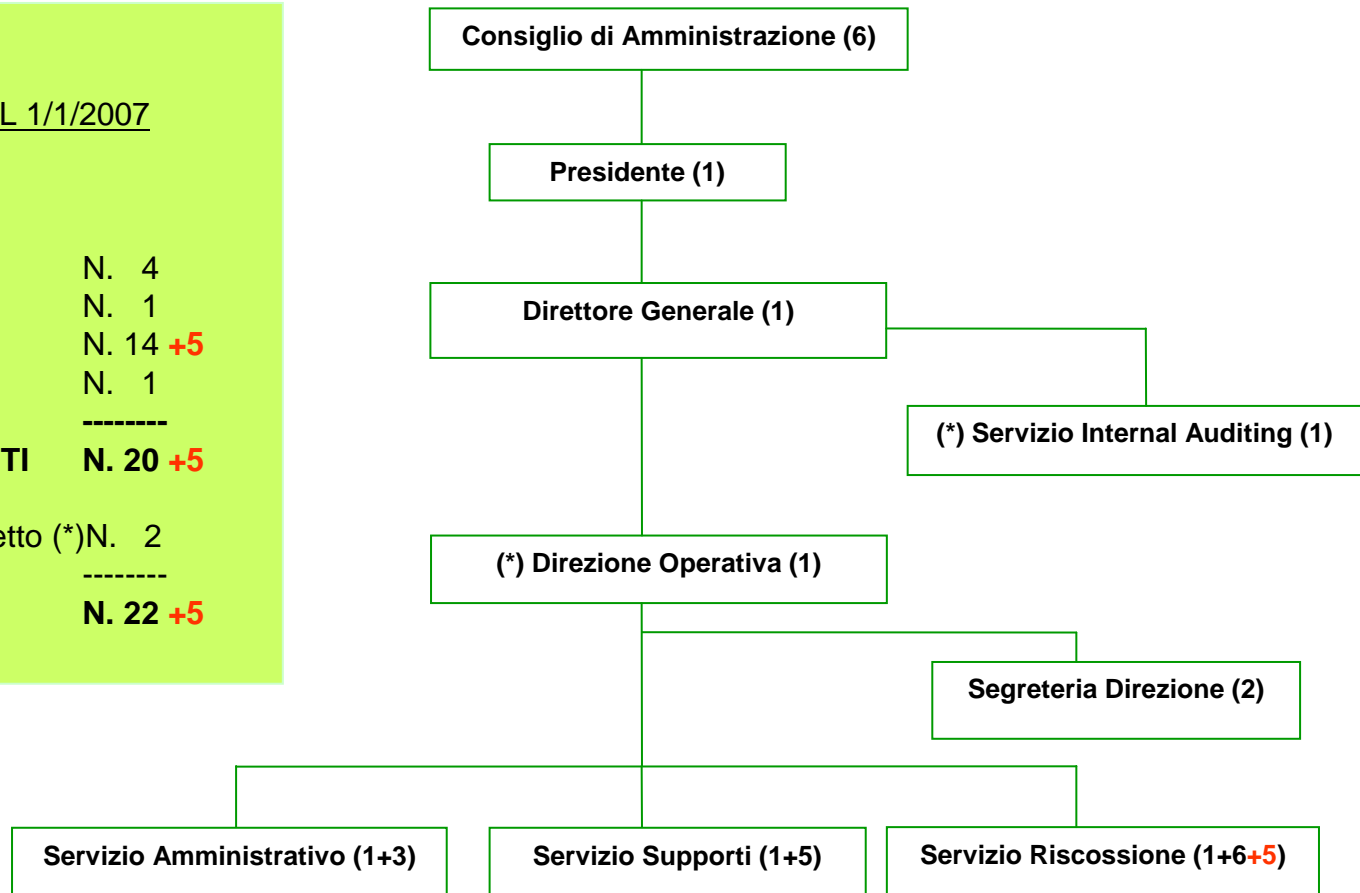 L 1/1/2007
N. 4
N. 1
N. 14 +5
N. 1
--------
TI N. 20 +5
etto (*)N. 2
--------
N. 22 +5
Consiglio di Amministrazione (6)
Presidente (1)
Direttore Generale (1)
(*) Servizio Internal Auditing (1)
(*) Direzione Operativa (1)
Segreteria Direzione (2)
Servizio Amministrativo (1+3)
Servizio Supporti (1+5)
Servizio Riscossione (1+6+5)